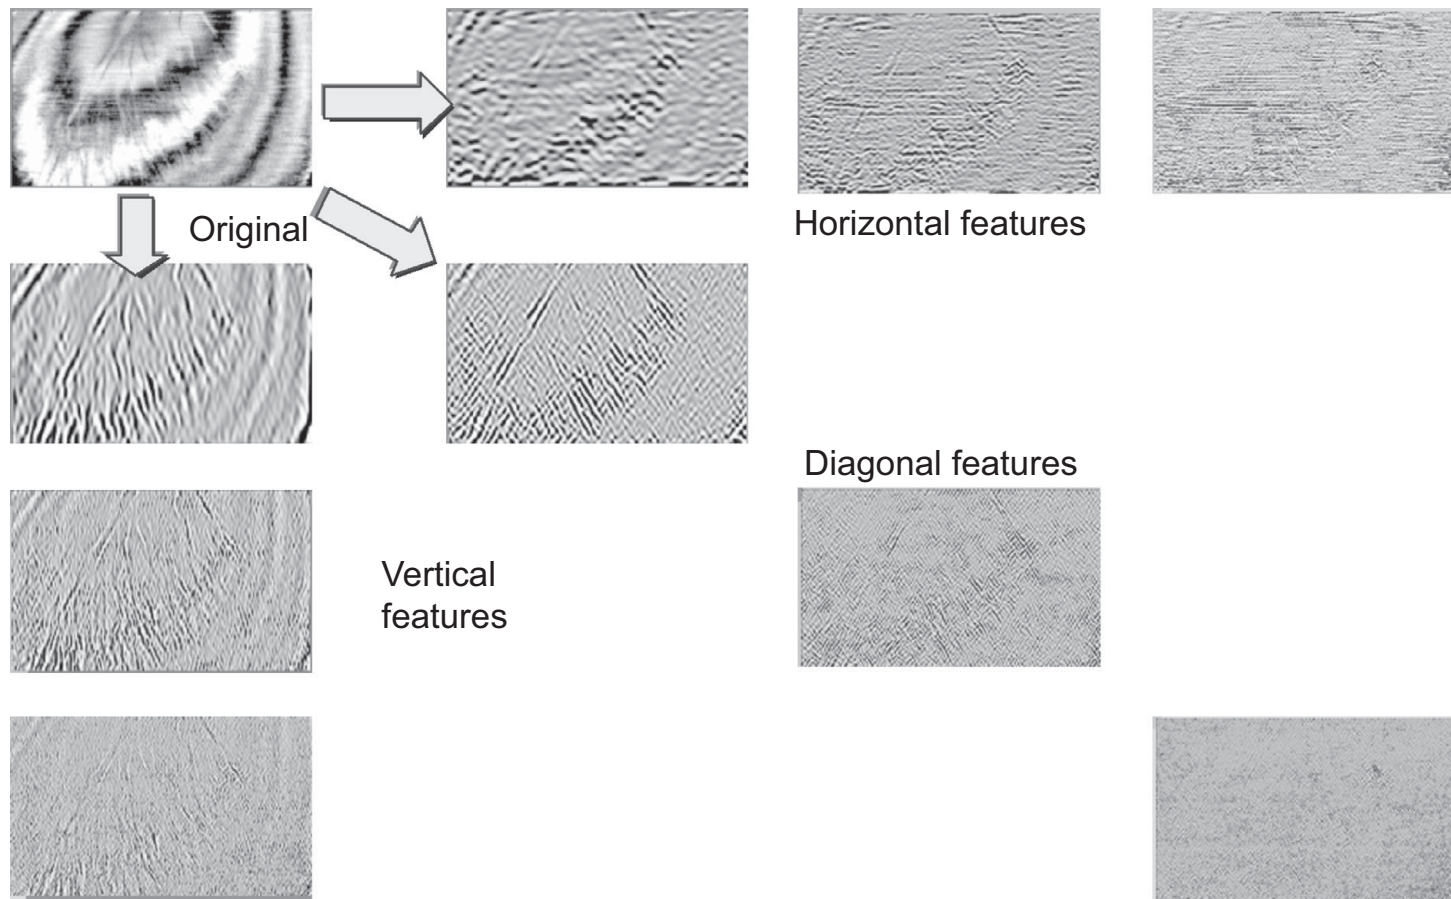 Original
Horizontal features
Diagonal features
Vertical
features